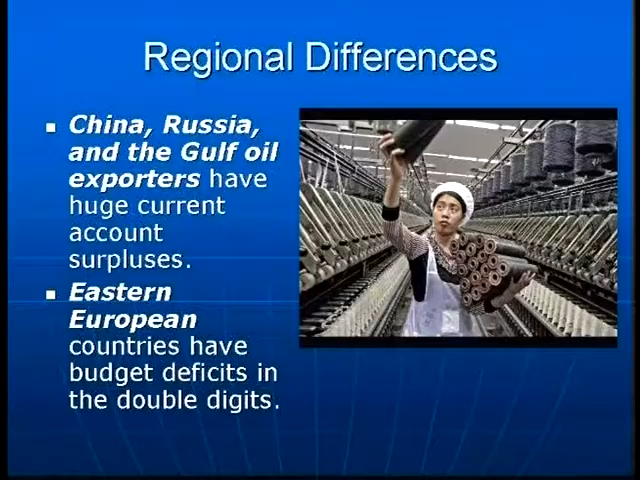 Regional Differences
China, Russia,
and the Gulf oil
exporters have
huge current
account
surpluses.
Eastern
European
countries have
budget deficits in
the double digits.